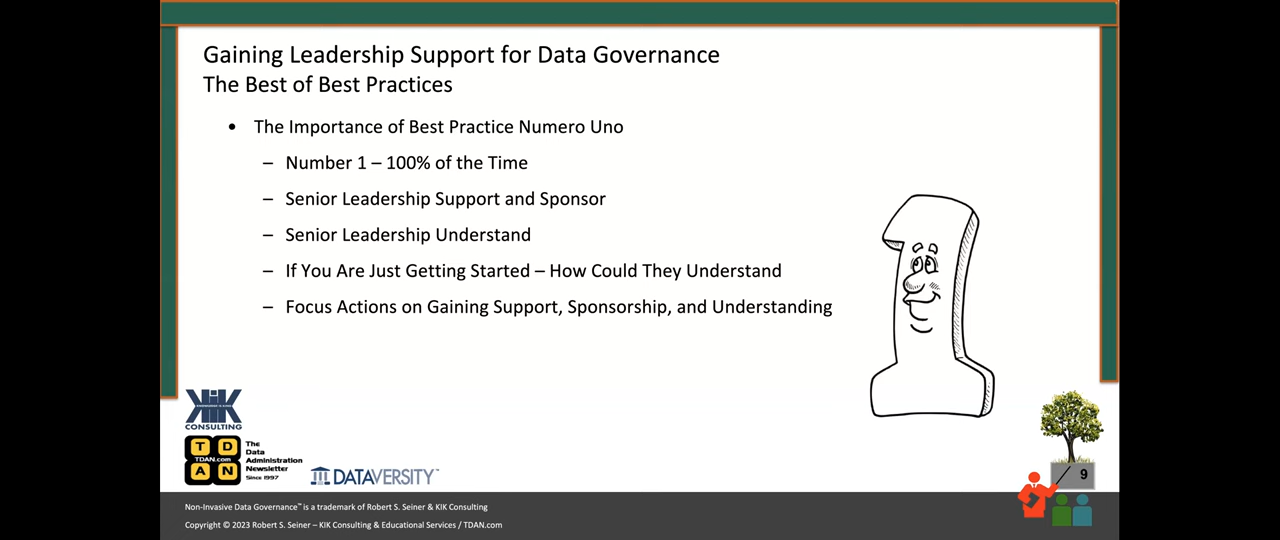 Gaining Leadership Support for Data Governance
The Best of Best Practices
• The Importance of Best Practice Numero Uno
– Number 1 – 100% of the Time
– Senior Leadership Support and Sponsor
– Senior Leadership Understand
– If You Are Just Getting Started – How Could They Understand
– Focus Actions on Gaining Support, Sponsorship, and Understanding
KIK
CONSULTING
T D
TDAN.com
A N
The
Data
Administration
Newsletter
Since 1997
DATAVERSITY™
9
Non-Invasive Data Governance™ is a trademark of Robert S. Seiner & KIK Consulting
Copyright © 2023 Robert S. Seiner – KIK Consulting & Educational Services / TDAN.com